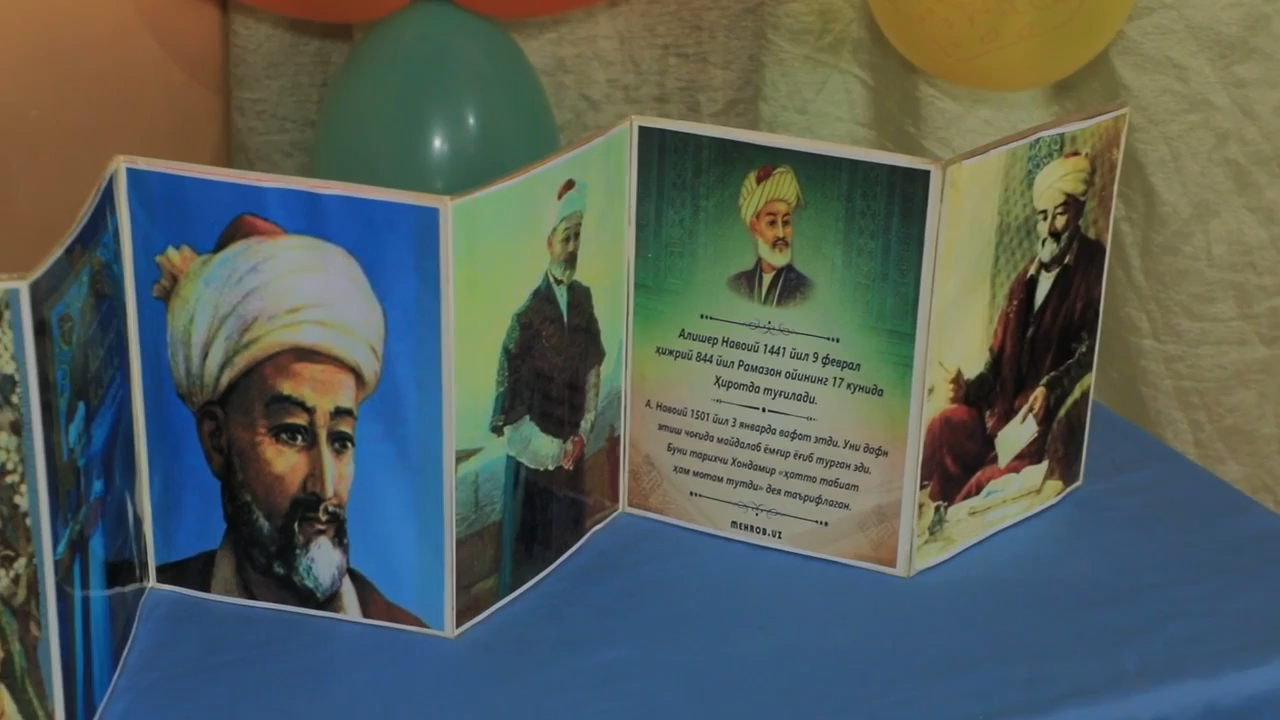 Алишер Навоий 1441 йил 9 феврал
ҳижрий 844 йил Рамазон ойининг 17 кунида
Ҳиротда туғилади.
А. Навоий 1501 йил 3 январда вафот этди. Уни дафн
этиш чоғида майдалаб ёмғир ёғиб турган эди.
Буни тарихчи Хондамир «ҳатто табиат
ҳам мотам тутди» дея таърифлаган.
MEHROB.UZ